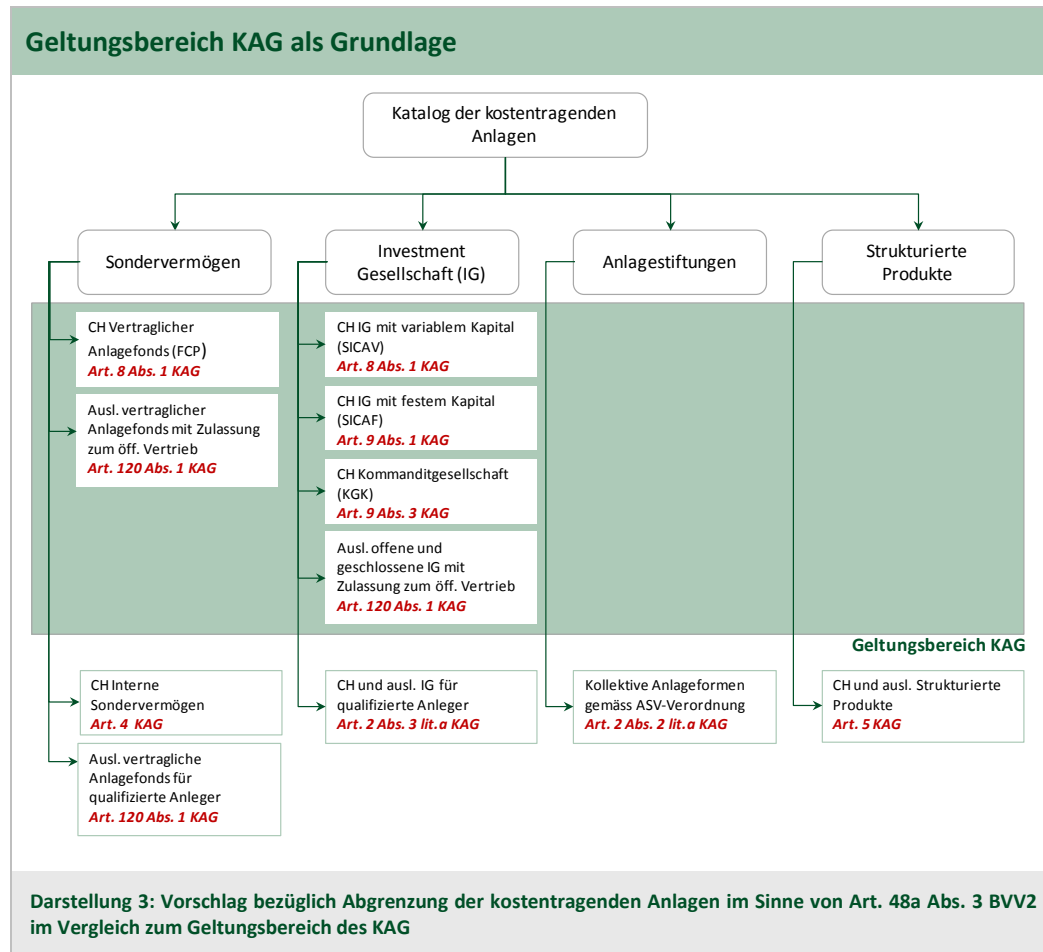 Geltungsbereich KAG als Grundlage
Katalog der kostentragenden
Anlagen
Sondervermögen
Investment
Gesellschaft (IG)
Anlagestiftungen
Strukturierte
Produkte
CH Vertraglicher
Anlagefonds (FCP)
Art. 8 Abs. 1 KAG
Ausl. vertraglicher
Anlagefonds mit Zulassung
zum öff. Vertrieb
Art. 120 Abs. 1 KAG
CH IG mit variablem Kapital
(SICAV)
Art. 8 Abs. 1 KAG
CH IG mit festem Kapital
(SICAF)
Art. 9 Abs. 1 KAG
CH Kommanditgesellschaft
(KGK)
Art. 9 Abs. 3 KAG
Ausl. offene und
geschlossene IG mit
Zulassung zum öff. Vertrieb
Art. 120 Abs. 1 KAG
Geltungsbereich KAG
CH Interne
Sondervermögen
Art. 4 KAG
Ausl. vertragliche
Anlagefonds für
qualifizierte Anleger
Art. 120 Abs. 1 KAG
CH und ausl. IG für
qualifizierte Anleger
Art. 2 Abs. 3 lit.a KAG
Kollektive Anlageformen
gemäss ASV-Verordnung
Art. 2 Abs. 2 lit.a KAG
CH und ausl. Strukturierte
Produkte
Art. 5 KAG
Darstellung 3: Vorschlag bezüglich Abgrenzung der kostentragenden Anlagen im Sinne von Art. 48a Abs. 3 BVV2
im Vergleich zum Geltungsbereich des KAG